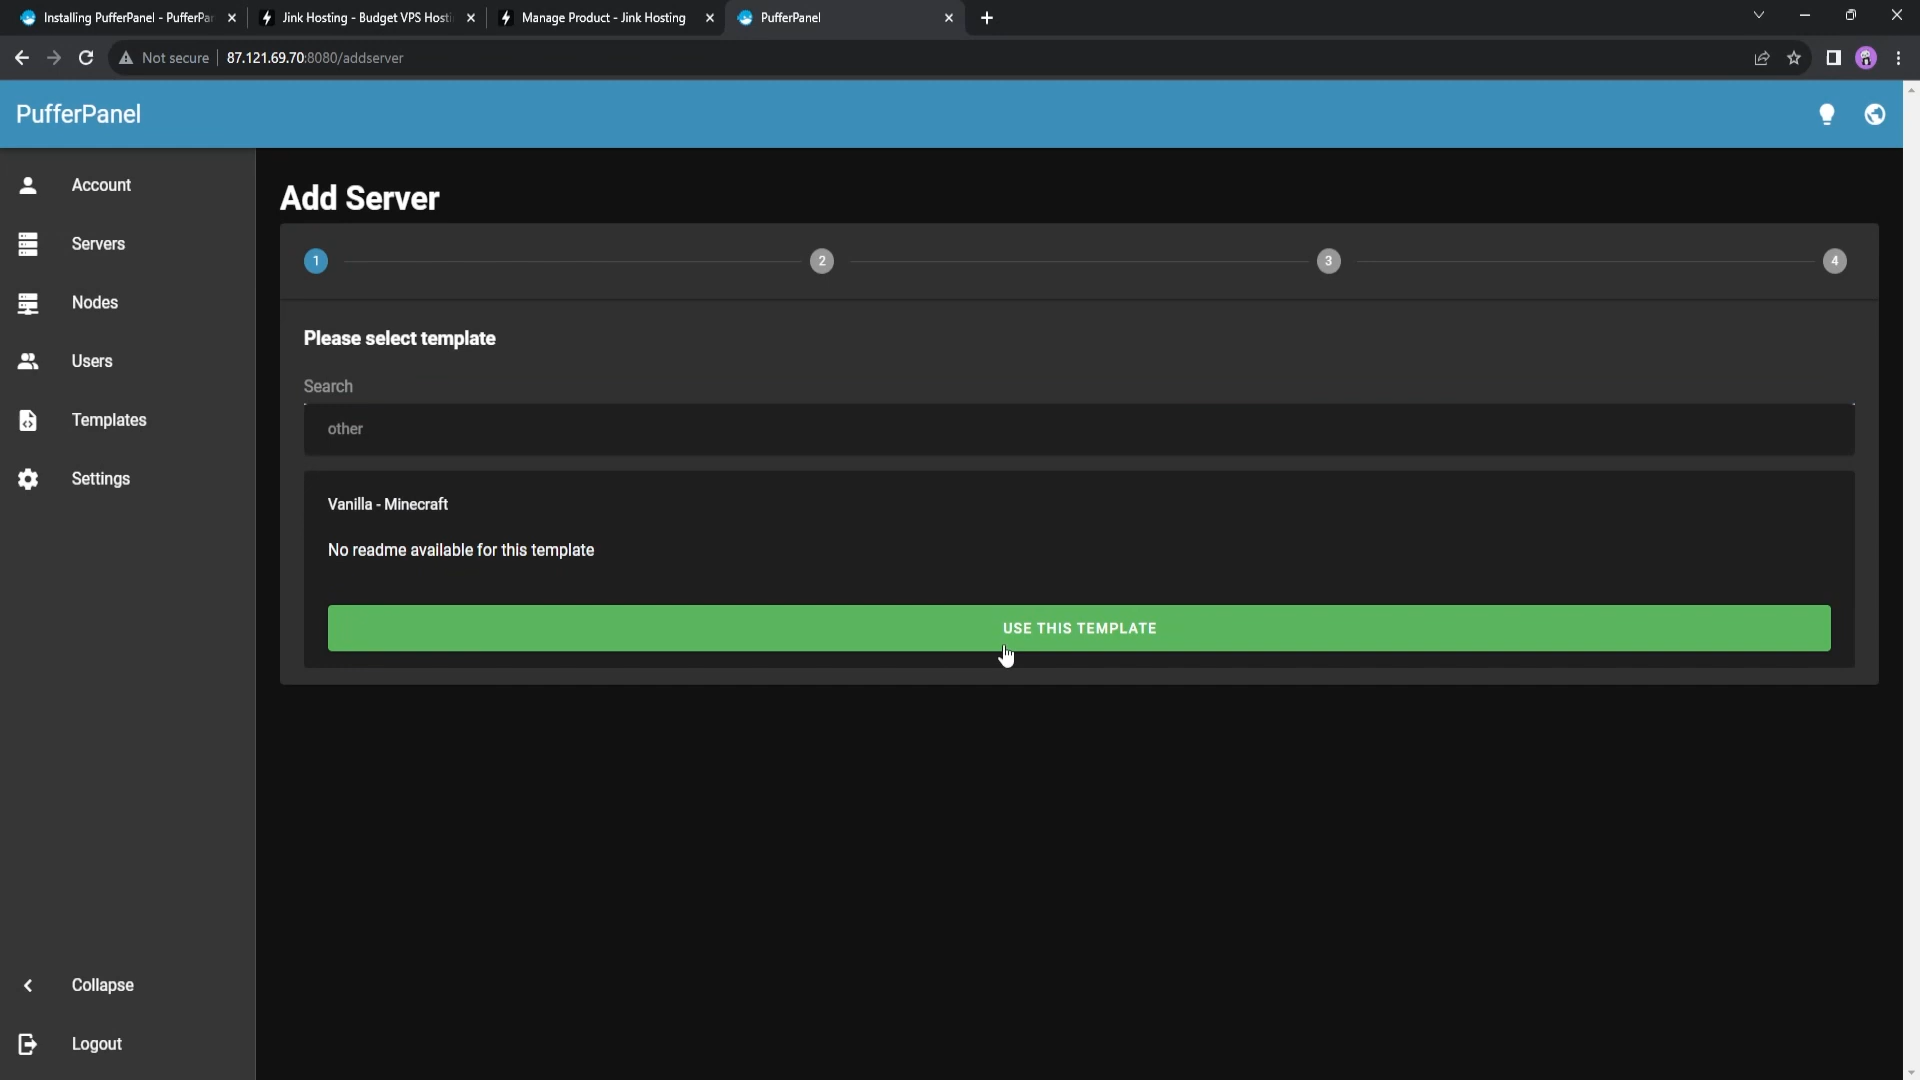 Installing PufferPanel - PufferPa
Jink Hosting - Budget VPS Hosti
Manage Product - Jink Hosting
PufferPanel
Not secure
87.121.69.70:8080/addserver
PufferPanel
Account
Servers
Nodes
Users
Templates
Settings
Collapse
Logout
Add Server
1
2
3
4
Please select template
Search
other
Vanilla - Minecraft
No readme available for this template
USE THIS TEMPLATE